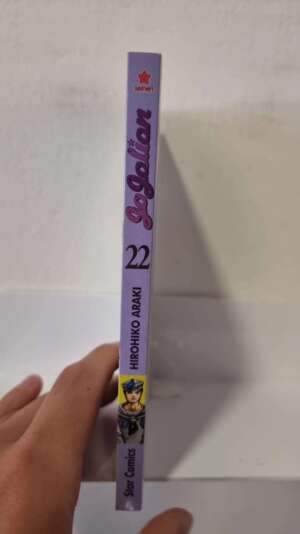 JoJolion
22
HIROHIKO ARAKI
Star Comics